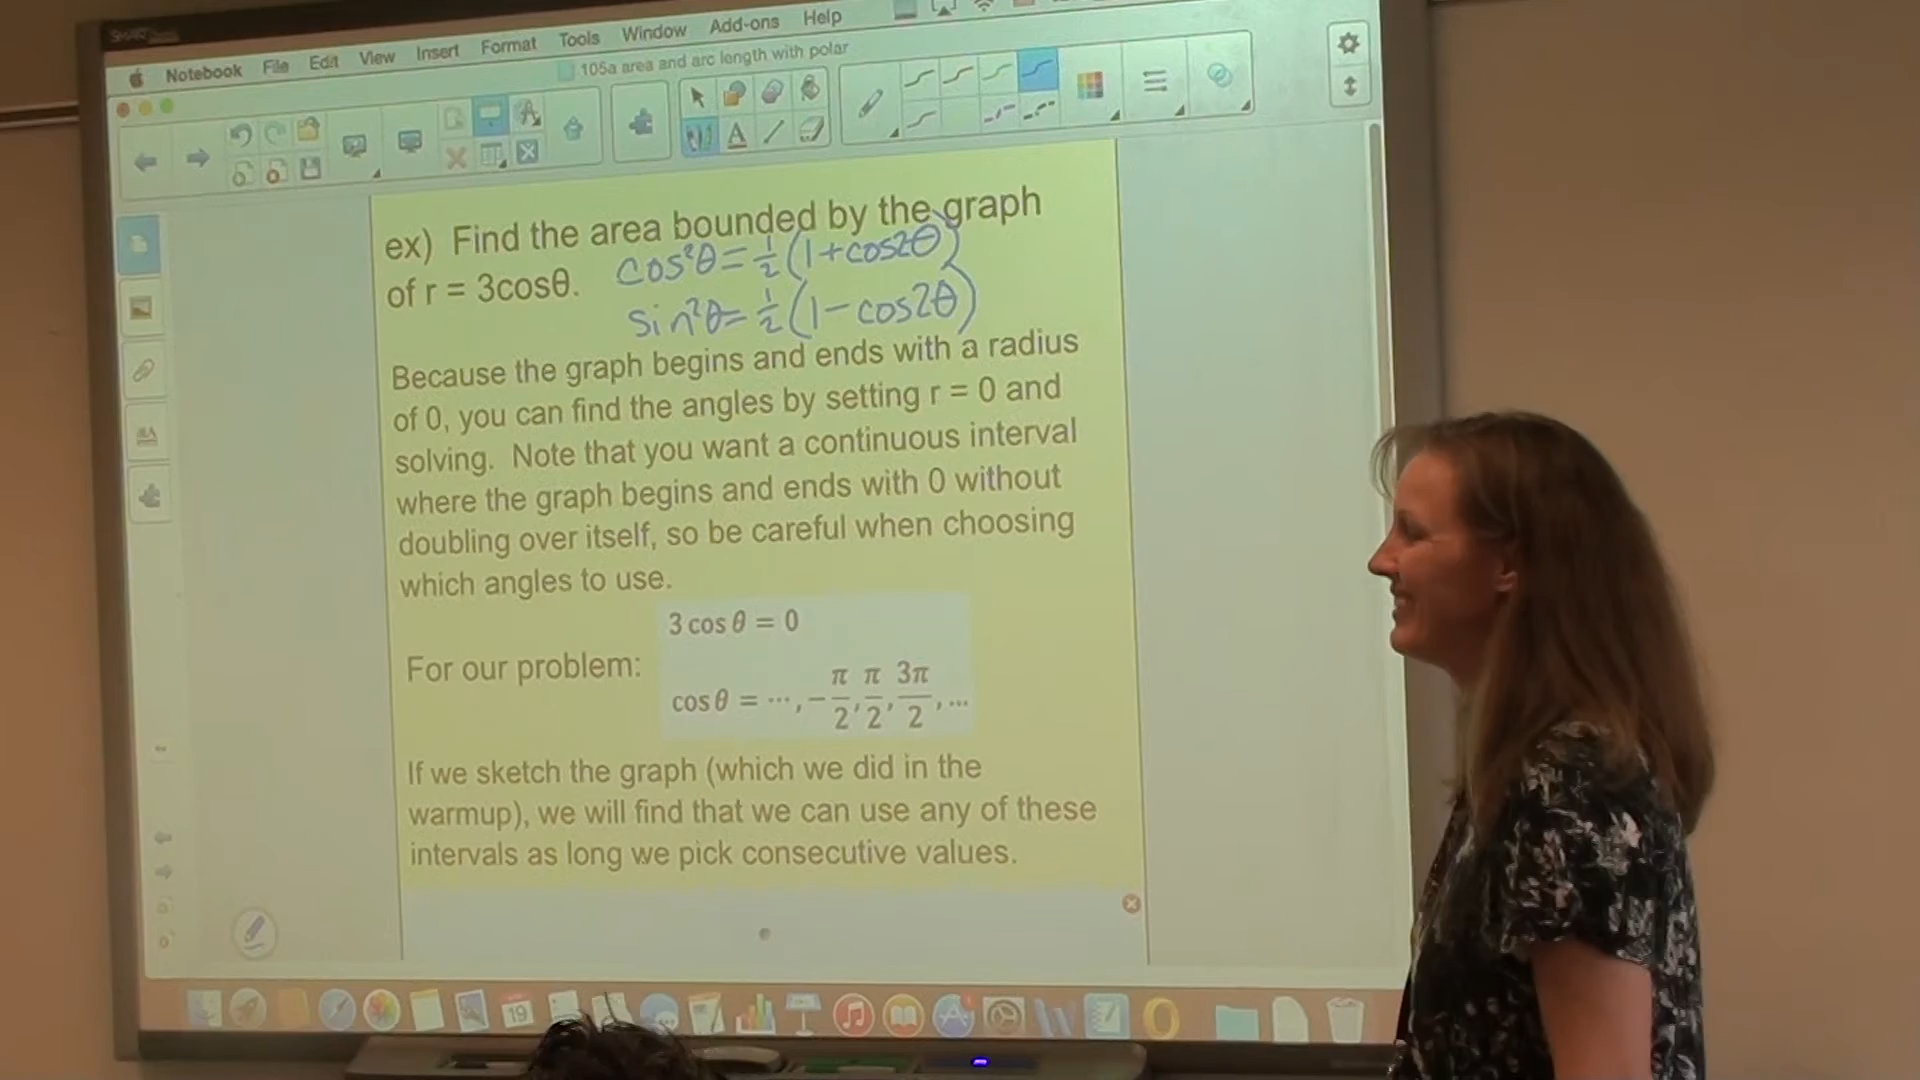 Notebook File Edit View Insert Format Tools Window Add-ons Help
105a area and arc length with polar
ex) Find the area bounded by the graph
of r = 3cosθ.
cos²θ = 1/2 (1+cos2θ)
sin²θ = 1/2 (1-cos2θ)
Because the graph begins and ends with a radius
of 0, you can find the angles by setting r = 0 and
solving. Note that you want a continuous interval
where the graph begins and ends with 0 without
doubling over itself, so be careful when choosing
which angles to use.
3 cos θ = 0
For our problem:
cos θ = ⋯, −π/2, π/2, 3π/2, …
If we sketch the graph (which we did in the
warmup), we will find that we can use any of these
intervals as long we pick consecutive values.
19